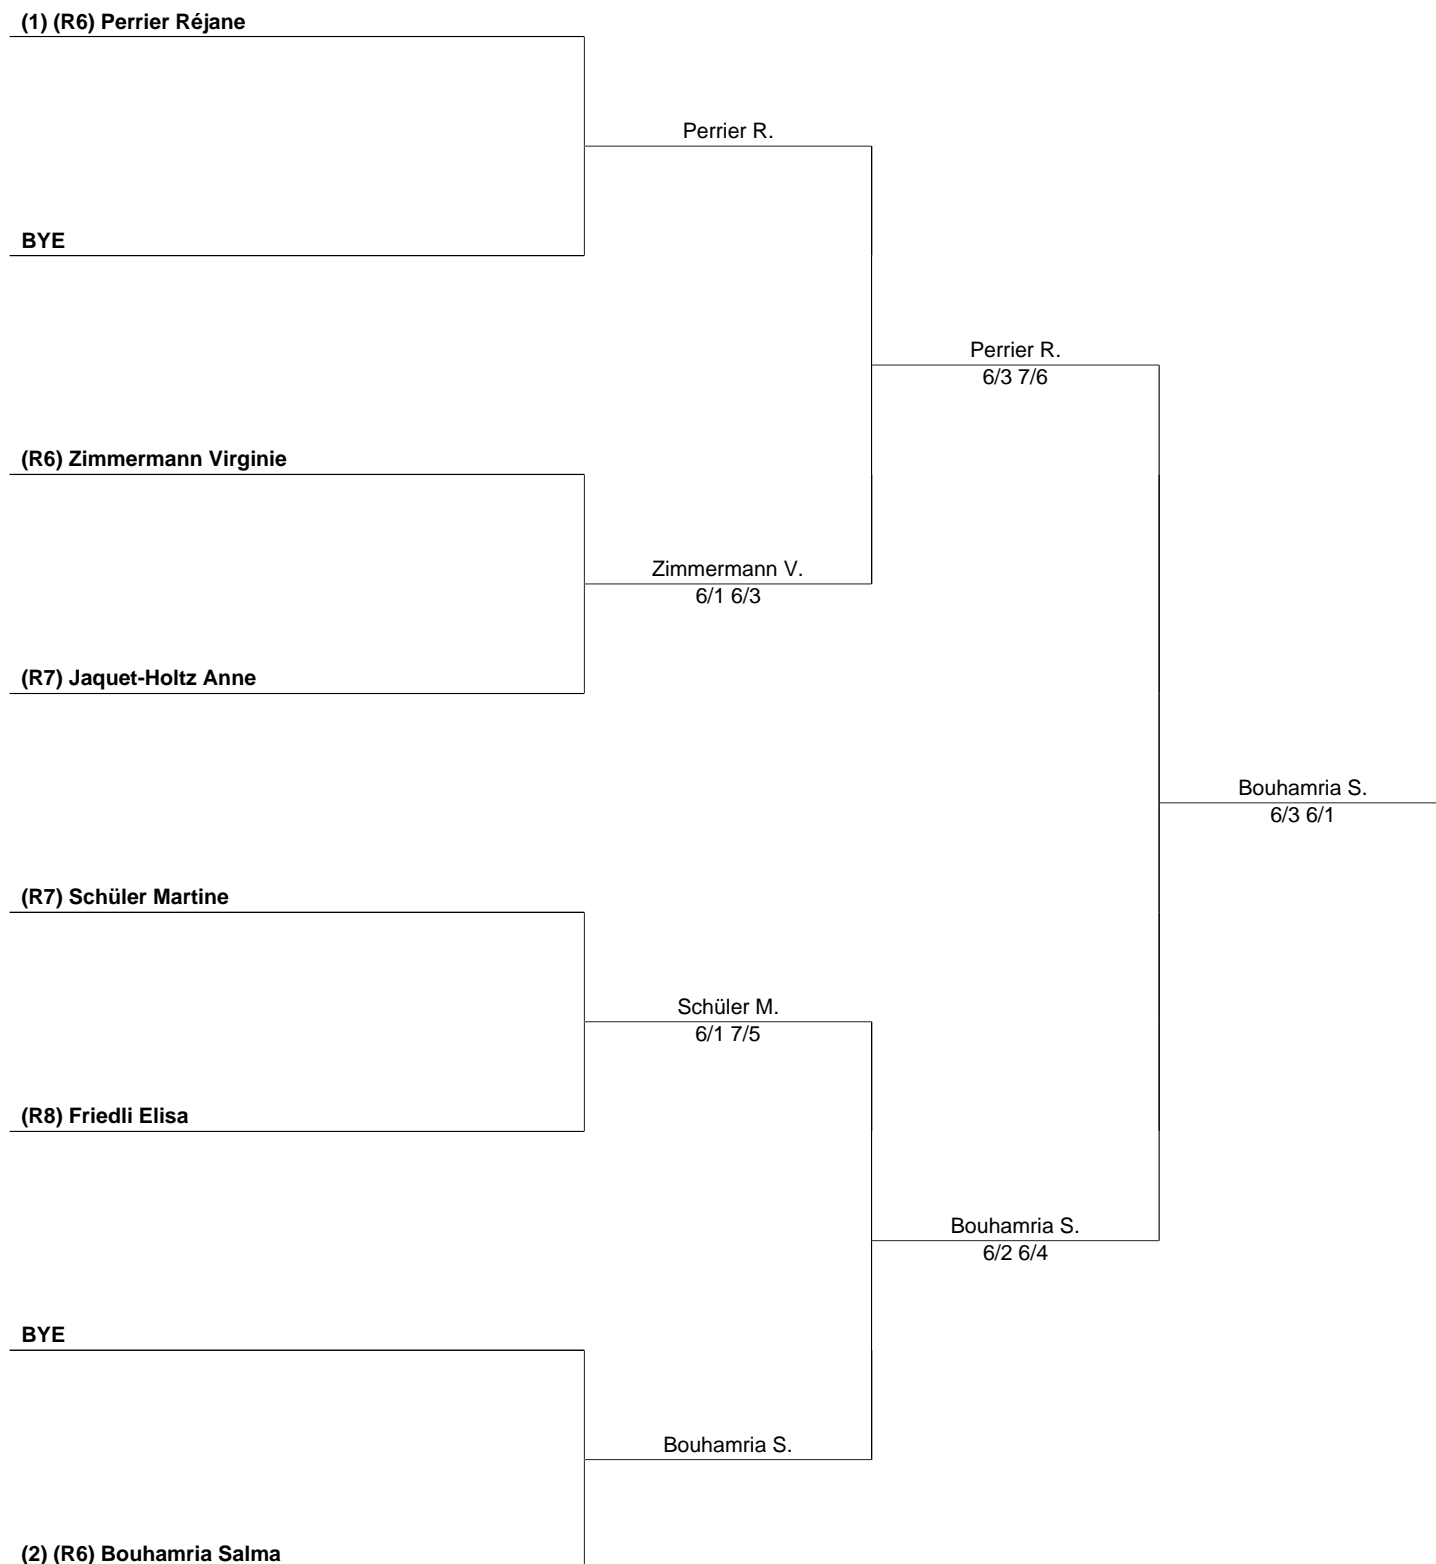 (1) (R6) Perrier Réjane
Perrier R.
BYE
Perrier R.
6/3 7/6
(R6) Zimmermann Virginie
Zimmermann V.
6/1 6/3
(R7) Jaquet-Holtz Anne
Bouhamria S.
6/3 6/1
(R7) Schüler Martine
Schüler M.
6/1 7/5
(R8) Friedli Elisa
Bouhamria S.
6/2 6/4
BYE
Bouhamria S.
(2) (R6) Bouhamria Salma